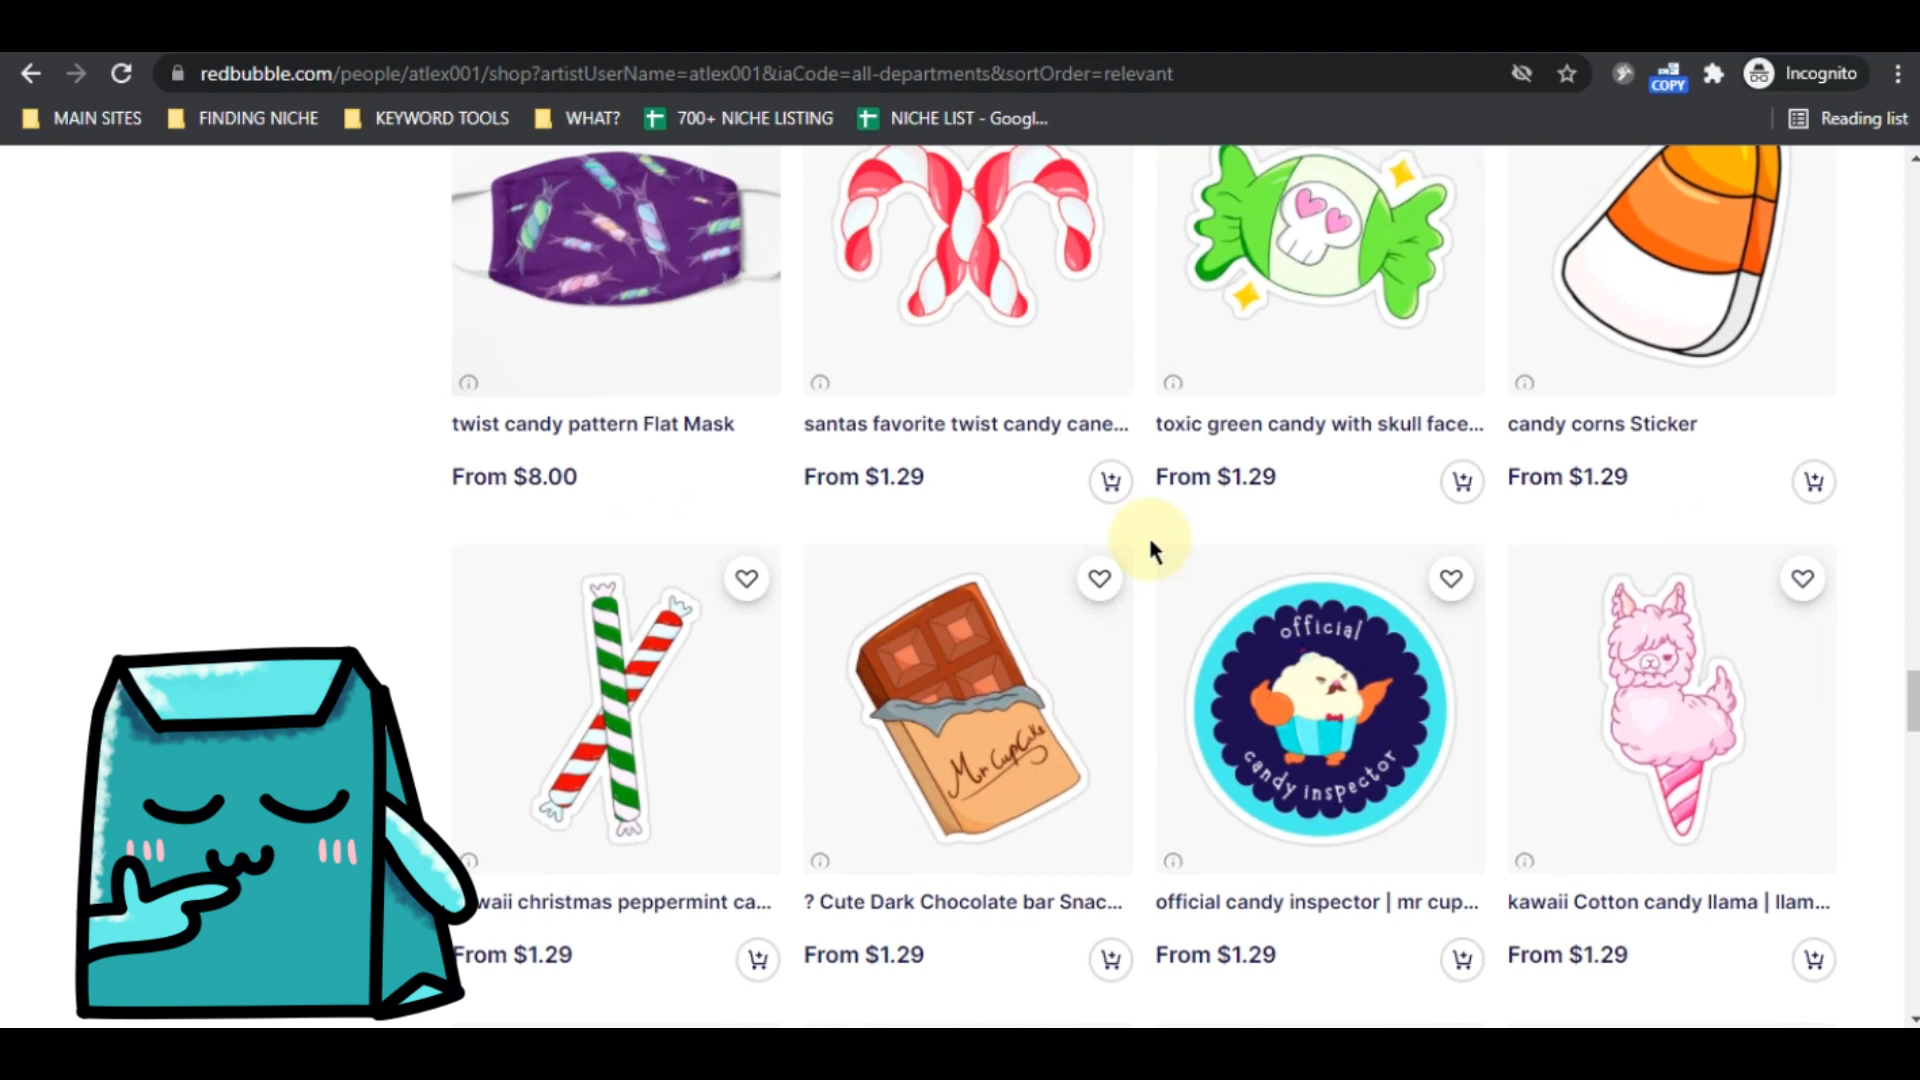 redbubble.com/people/atlex001/shop?artistUserName=atlex001&iaCode=all-departments&sortOrder=relevant
COPY
Incognito
MAIN SITES
FINDING NICHE
KEYWORD TOOLS
WHAT?
700+ NICHE LISTING
NICHE LIST - Googl...
Reading list
twist candy pattern Flat Mask
santas favorite twist candy cane...
toxic green candy with skull face...
candy corns Sticker
From $8.00
From $1.29
From $1.29
From $1.29
Mr CupCake
official
candy inspector
waii christmas peppermint ca...
? Cute Dark Chocolate bar Snac...
official candy inspector | mr cup...
kawaii Cotton candy llama | llam...
From $1.29
From $1.29
From $1.29
From $1.29